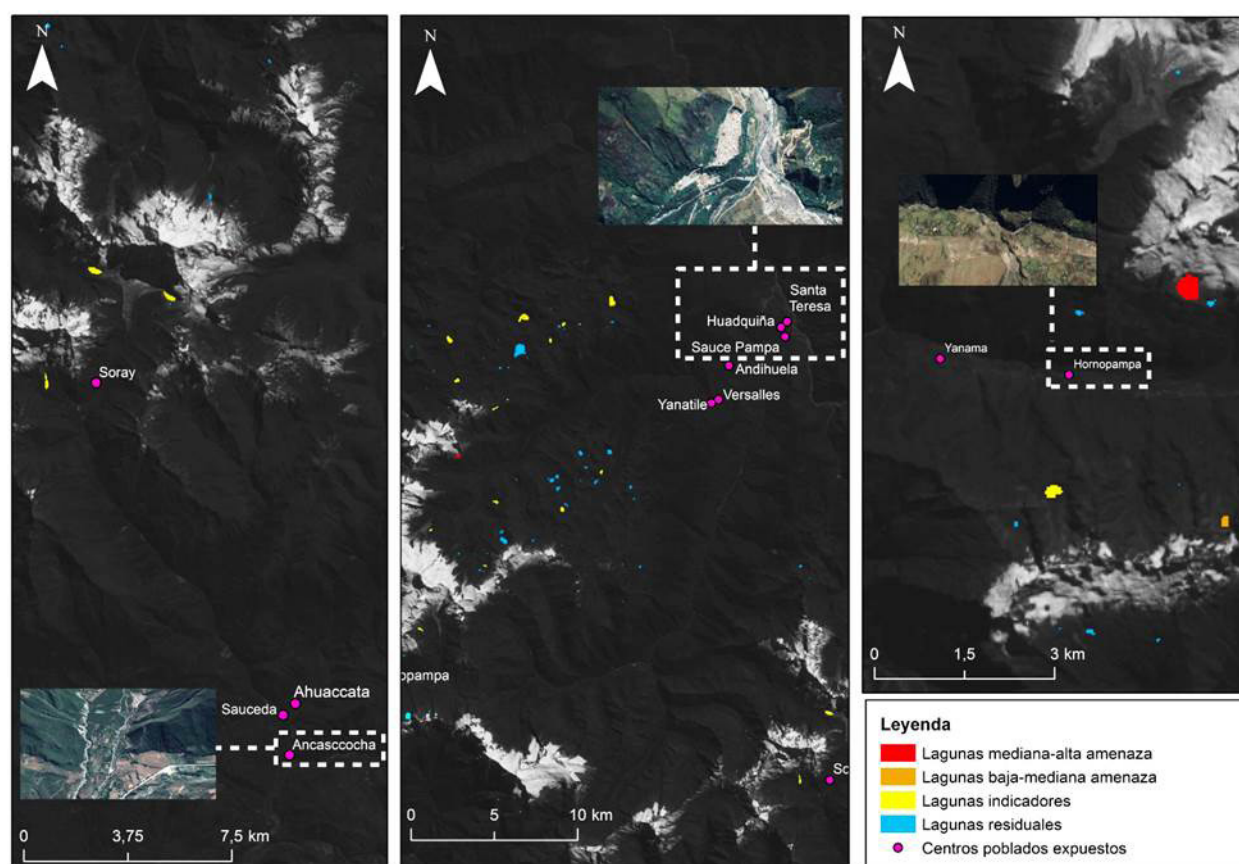 N
Soray
Ahuaccata
Sauceda
Ancasccocha
0
3,75
7,5 km
N
Santa
Teresa
Huadquiña
Sauce Pampa
Andihuela
Versalles
Yanatile
opampa
So
0
5
10 km
N
Yanama
Hornopampa
0
1,5
3 km
Leyenda
Lagunas mediana-alta amenaza
Lagunas baja-mediana amenaza
Lagunas indicadores
Lagunas residuales
Centros poblados expuestos